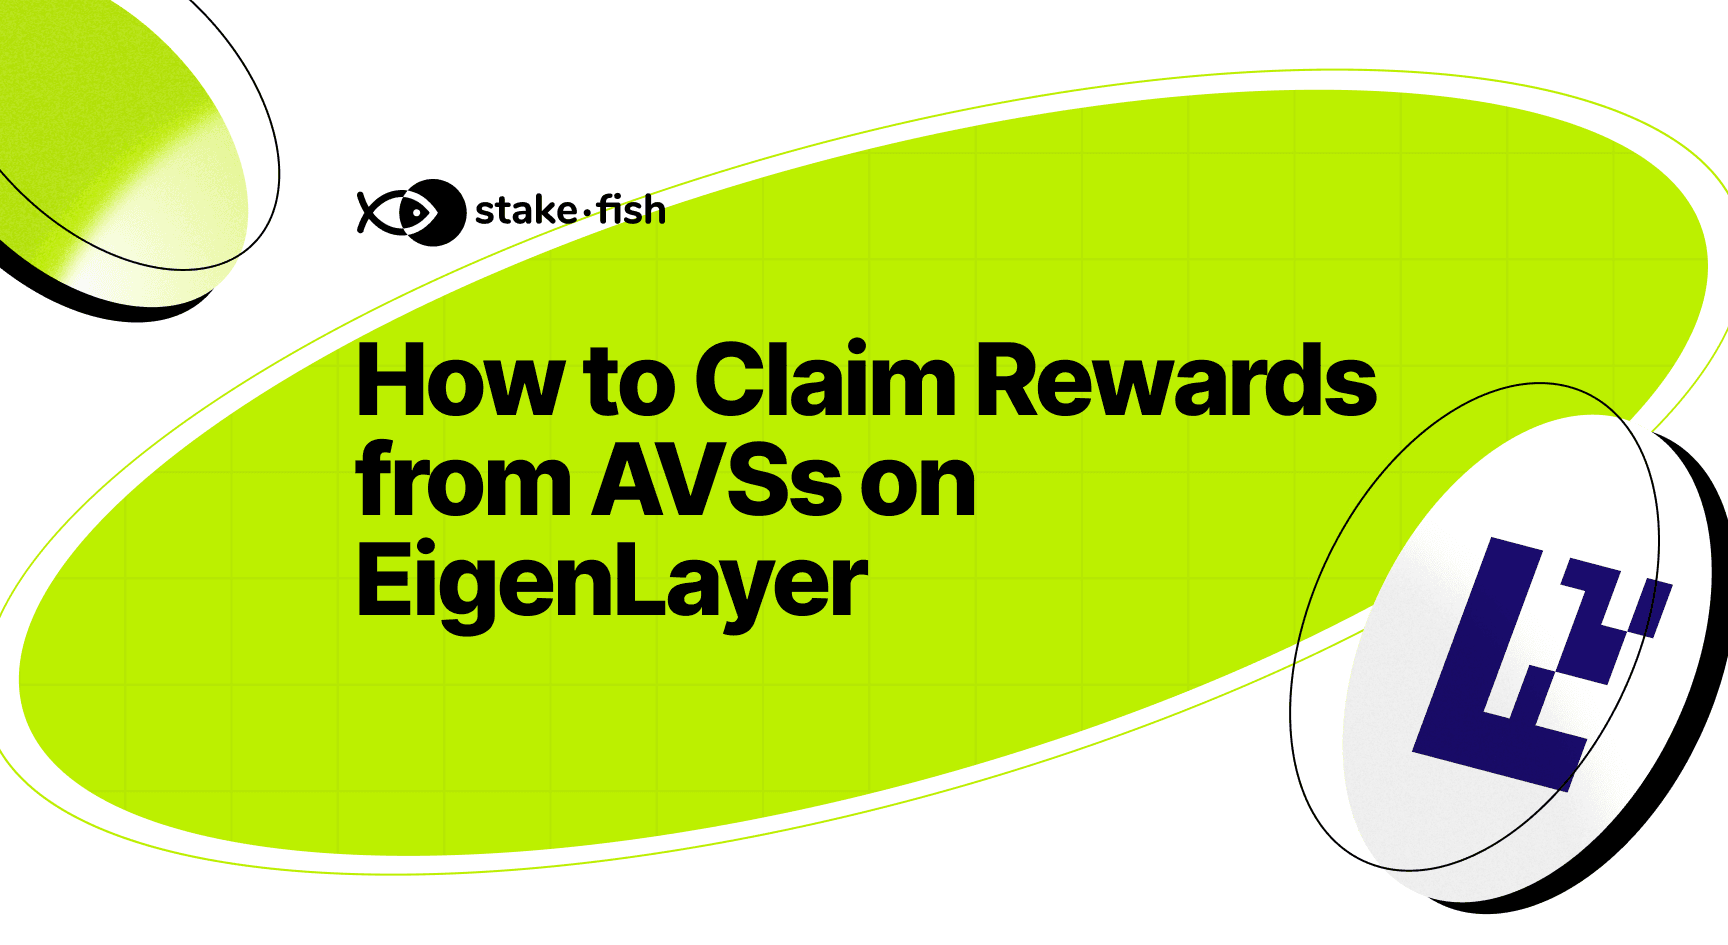 stake·fish
How to Claim Rewards
from AVSs on
EigenLayer